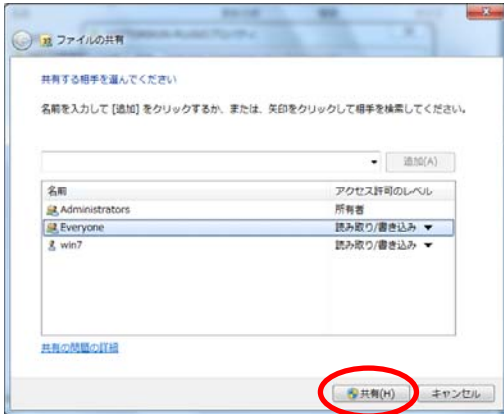 ファイルの共有
共有する相手を選んでください
名前を入力して [追加] をクリックするか、または、矢印をクリックして相手を検索してください。
追加(A)
名前 アクセス許可のレベル
Administrators 所有者
Everyone 読み取り/書き込み
win7 読み取り/書き込み
共有の問題の詳細
共有(H) キャンセル